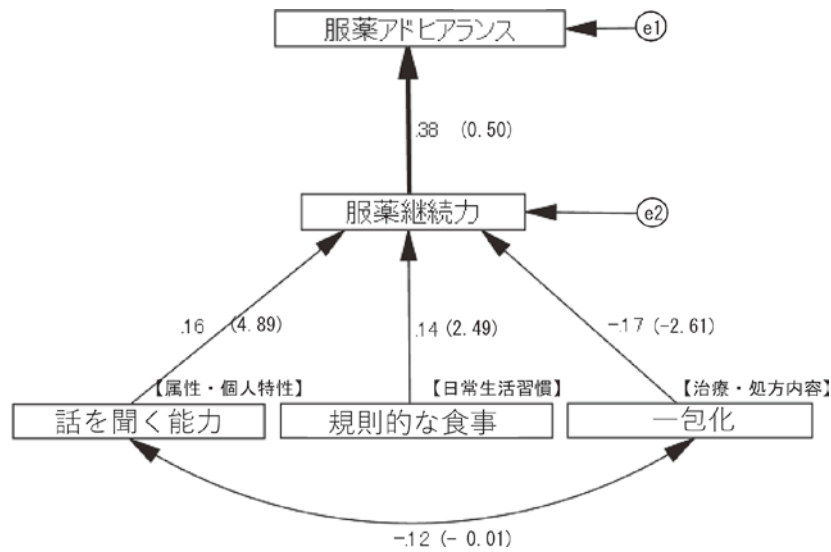 服薬アドヒアランス
e1
.38 (0.50)
服薬継続力
e2
.16 (4.89)
.14 (2.49)
-.17 (-2.61)
【属性・個人特性】
【日常生活習慣】
【治療・処方内容】
話を聞く能力
規則的な食事
一包化
-.12 (- 0.01)